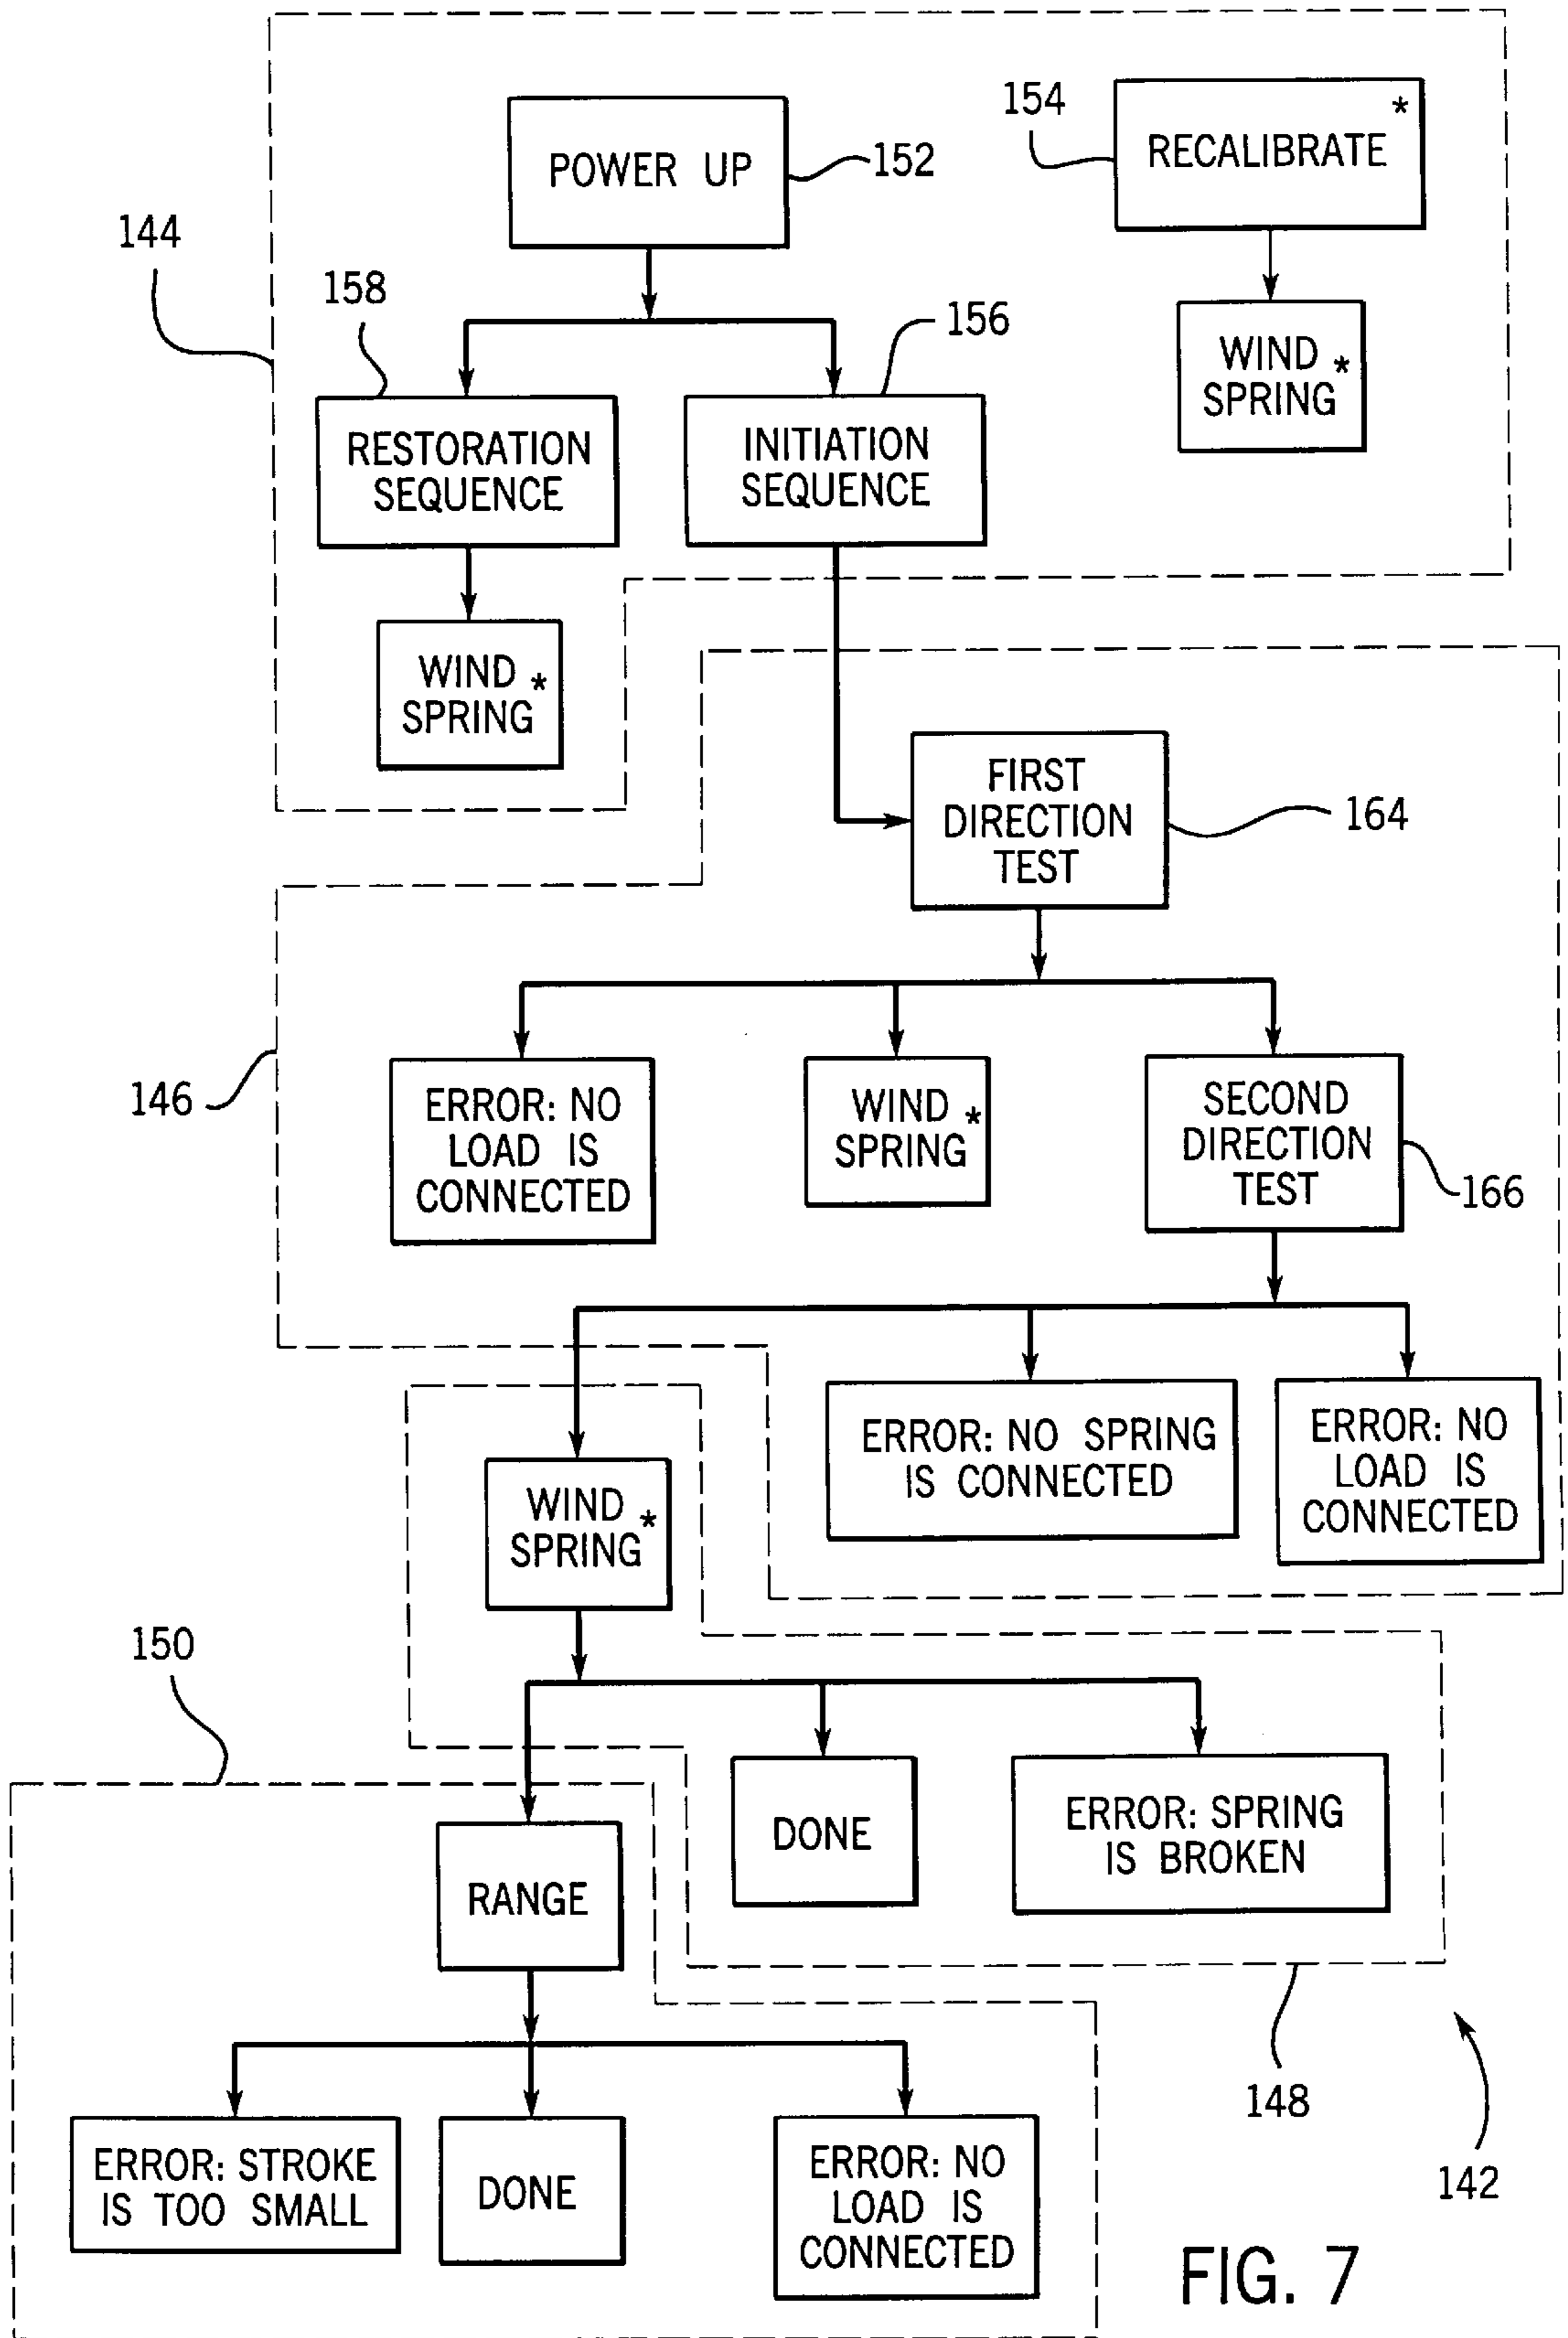 154
RECALIBRATE *
POWER UP
152
144
158
156
WIND *
SPRING
RESTORATION
SEQUENCE
INITIATION
SEQUENCE
WIND *
SPRING
FIRST
DIRECTION
TEST
164
146
ERROR: NO
LOAD IS
CONNECTED
WIND *
SPRING
SECOND
DIRECTION
TEST
166
WIND *
SPRING
ERROR: NO SPRING
IS CONNECTED
ERROR: NO
LOAD IS
CONNECTED
150
RANGE
DONE
ERROR: SPRING
IS BROKEN
148
142
ERROR: STROKE
IS TOO SMALL
DONE
ERROR: NO
LOAD IS
CONNECTED
FIG. 7